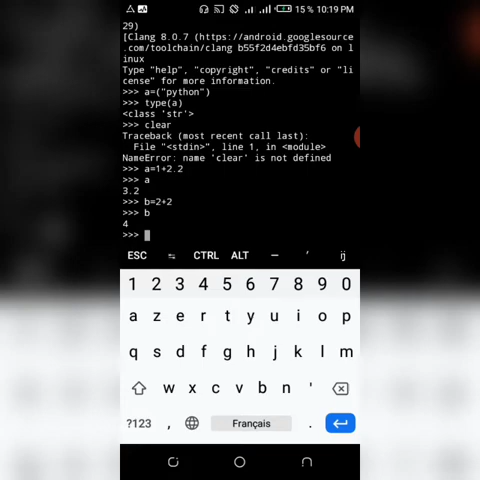 15 % 10:19 PM
29)
[Clang 8.0.7 (https://android.googlesource
.com/toolchain/clang b55f2d4ebfd35bf6 on l
inux
Type "help", "copyright", "credits" or "li
cense" for more information.
>>> a=("python")
>>> type(a)
<class 'str'>
>>> clear
Traceback (most recent call last):
  File "<stdin>", line 1, in <module>
NameError: name 'clear' is not defined
>>> a=1+2.2
>>> a
3.2
>>> b=2+2
>>> b
4
>>>
ESC CTRL ALT – ′ ij
1 2 3 4 5 6 7 8 9 0
a z e r t y u i o p
q s d f g h j k l m
w x c v b n '
?123 , Français .